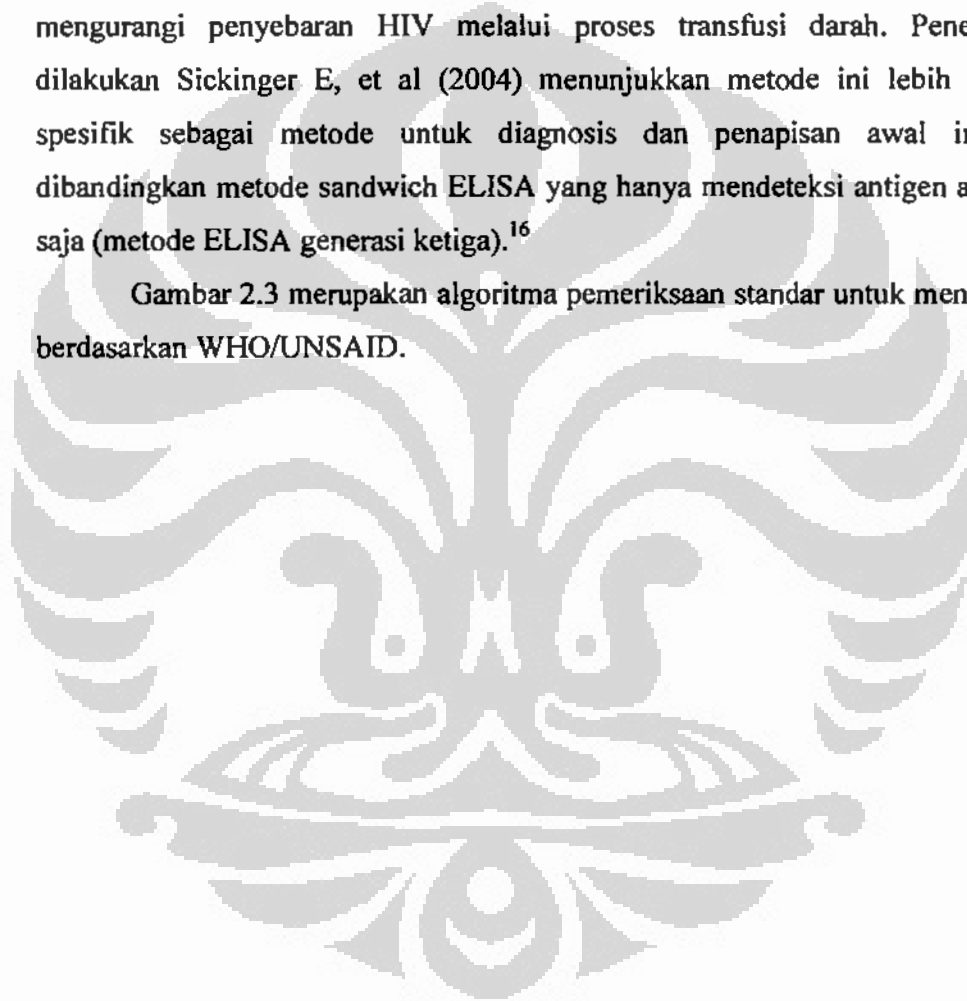 mengurangi penyebaran HIV melalui proses transfusi darah. Pene
dilakukan Sickinger E, et al (2004) menunjukkan metode ini lebih
spesifik sebagai metode untuk diagnosis dan penapisan awal in
dibandingkan metode sandwich ELISA yang hanya mendeteksi antigen a
saja (metode ELISA generasi ketiga).16
Gambar 2.3 merupakan algoritma pemeriksaan standar untuk men
berdasarkan WHO/UNSAID.